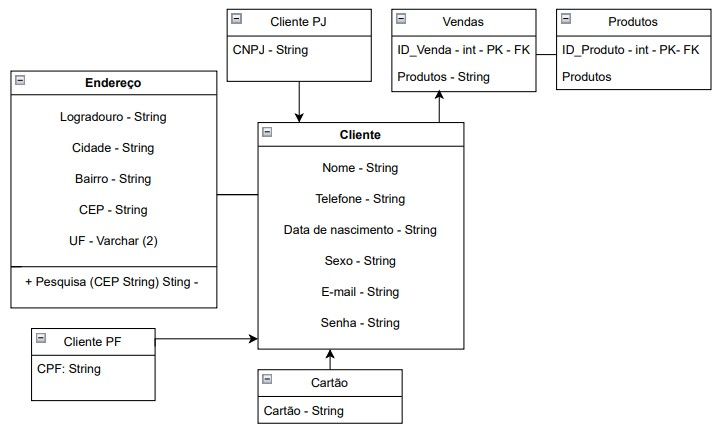 Cliente PJ
CNPJ - String
Vendas
ID_Venda - int - PK - FK
Produtos - String
Produtos
ID_Produto - int - PK- FK
Produtos
Endereço
Logradouro - String
Cidade - String
Bairro - String
CEP - String
UF - Varchar (2)
+ Pesquisa (CEP String) Sting -
Cliente
Nome - String
Telefone - String
Data de nascimento - String
Sexo - String
E-mail - String
Senha - String
Cliente PF
CPF: String
Cartão
Cartão - String